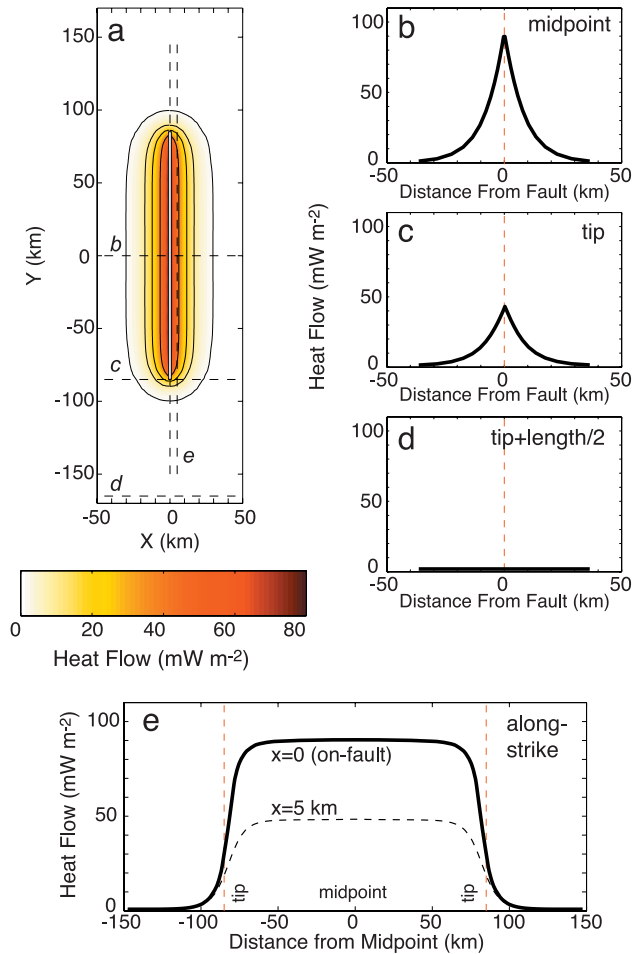 a
150
100
50
0
-50
-100
-150
Y (km)
b
c
d
e
-50
0
50
X (km)
0
20
40
60
80
Heat Flow (mW m-2)
b
midpoint
100
50
0
-50
0
50
Distance From Fault (km)
c
tip
100
50
0
-50
0
50
Distance From Fault (km)
Heat Flow (mW m-2)
d
tip+length/2
100
50
0
-50
0
50
Distance From Fault (km)
e
along-
strike
100
50
0
Heat Flow (mW m-2)
x=0 (on-fault)
x=5 km
tip
midpoint
tip
-150
-100
-50
0
50
100
150
Distance from Midpoint (km)